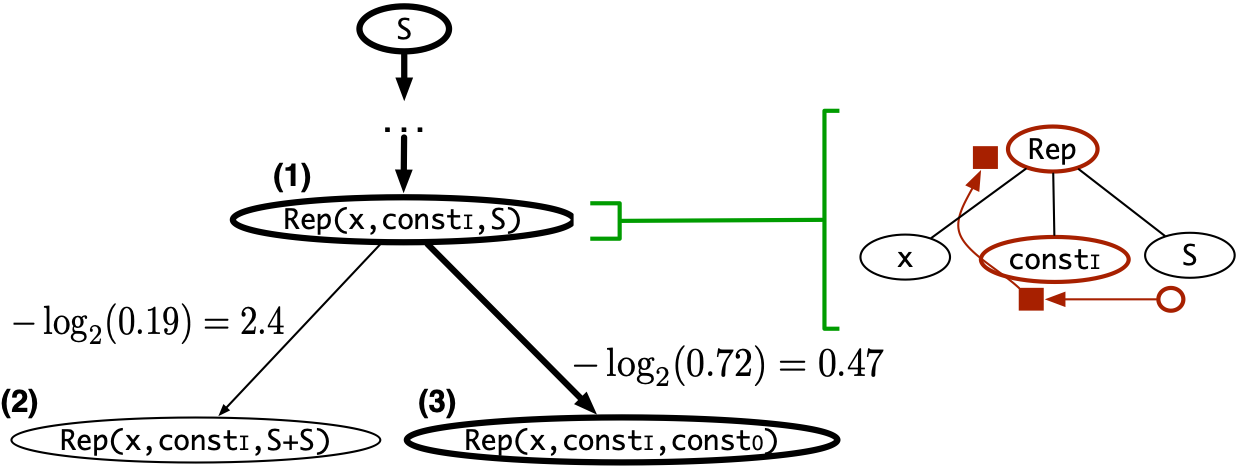 S
...
(1)
Rep(x,constI,S)
Rep
x
constI
S
−log₂(0.19) = 2.4
−log₂(0.72) = 0.47
(2)
Rep(x,constI,S+S)
(3)
Rep(x,constI,const0)